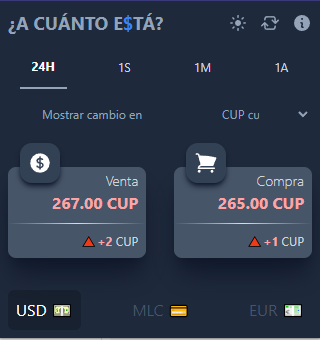 ¿A CUÁNTO E$TÁ?
24H 1S 1M 1A
Mostrar cambio en CUP cu
Venta Compra
267.00 CUP 265.00 CUP
+2 CUP +1 CUP
USD MLC EUR